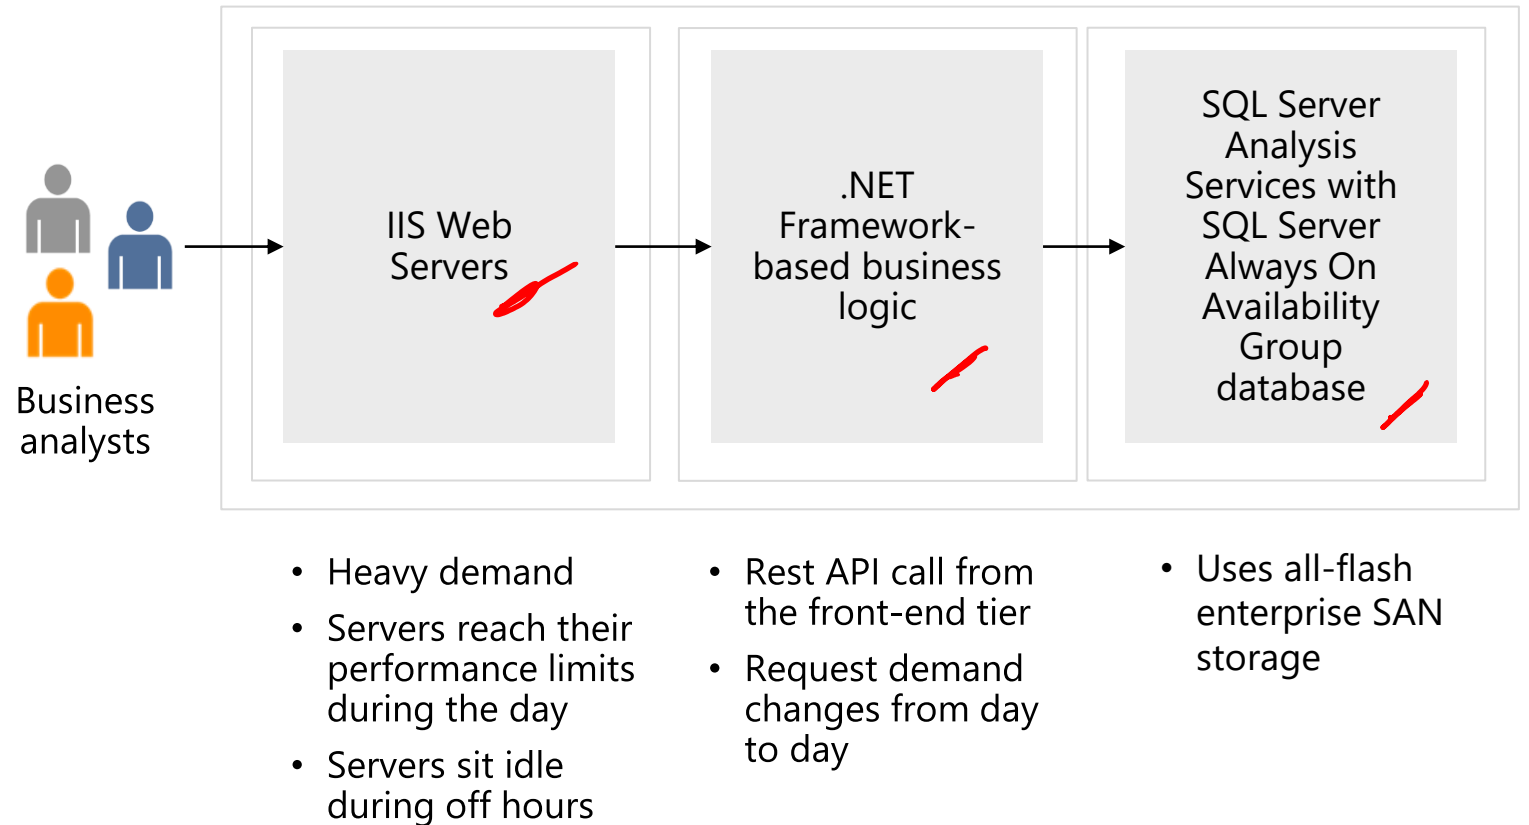 Business
analysts
IIS Web
Servers
.NET
Framework-
based business
logic
SQL Server
Analysis
Services with
SQL Server
Always On
Availability
Group
database
• Heavy demand
• Servers reach their
performance limits
during the day
• Servers sit idle
during off hours
• Rest API call from
the front-end tier
• Request demand
changes from day
to day
• Uses all-flash
enterprise SAN
storage